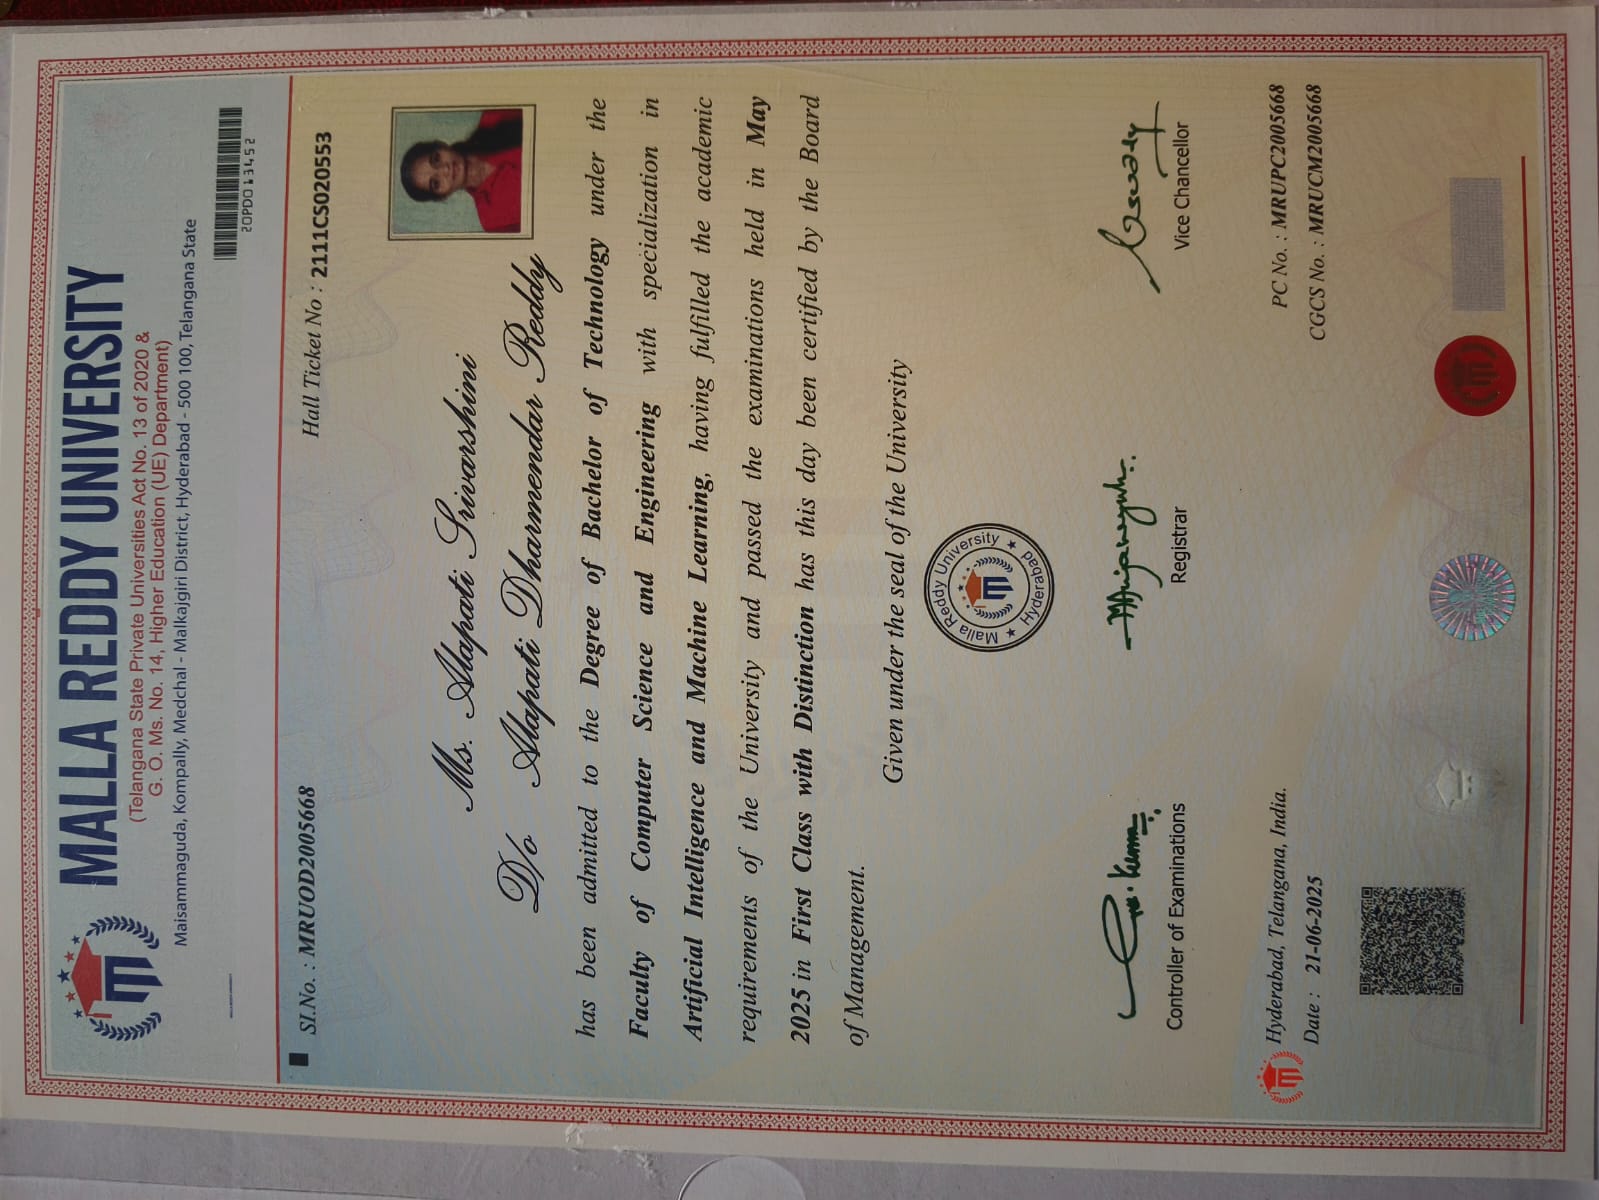 MALLA REDDY UNIVERSITY
(Telangana State Private Universities Act No. 13 of 2020 &
G. O. Ms. No. 14, Higher Education (UE) Department)
Maisammaguda, Kompally, Medchal - Malkajgiri District, Hyderabad - 500 100, Telangana State
MALLA REDDY UNIVERSITY
20PD013452
SI.No. : MRUOD2005668
Hall Ticket No : 2111CS020553
Ms. Alapati Srivarshini
D/o Alapati Dharmendar Reddy
has been admitted to the Degree of Bachelor of Technology under the
Faculty of Computer Science and Engineering with specialization in
Artificial Intelligence and Machine Learning, having fulfilled the academic
requirements of the University and passed the examinations held in May
2025 in First Class with Distinction has this day been certified by the Board
of Management.
Given under the seal of the University
Malla Reddy University
Hyderabad
Controller of Examinations
Registrar
Vice Chancellor
Hyderabad, Telangana, India.
Date : 21-06-2025
PC No. : MRUPC2005668
CGCS No. : MRUCM2005668